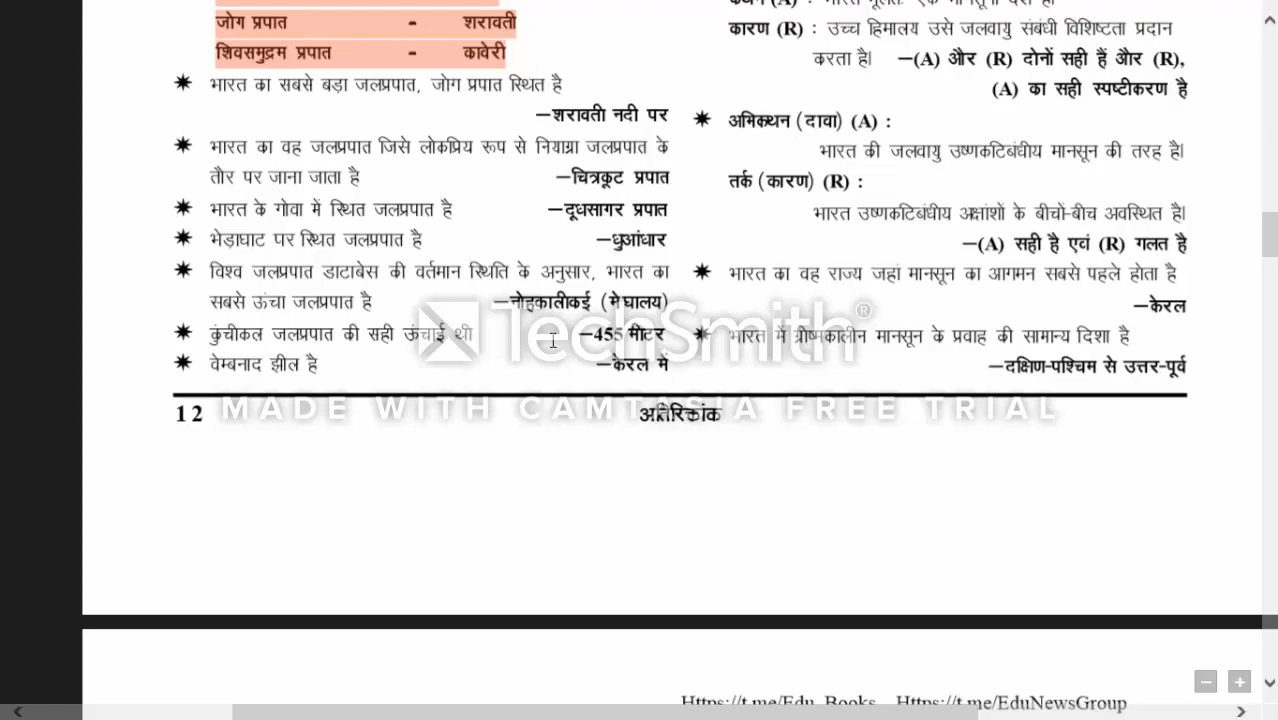 जोग प्रपात - शरावती
शिवसमुद्रम प्रपात - कावेरी
✷ भारत का सबसे बड़ा जलप्रपात, जोग प्रपात स्थित है
–शरावती नदी पर
✷ भारत का वह जलप्रपात जिसे लोकप्रिय रूप से नियाग्रा जलप्रपात के
तौर पर जाना जाता है –चित्रकूट प्रपात
✷ भारत के गोवा में स्थित जलप्रपात है –दूधसागर प्रपात
✷ भेड़ाघाट पर स्थित जलप्रपात है –धुआंधार
✷ विश्व जलप्रपात डाटाबेस की वर्तमान स्थिति के अनुसार, भारत का
सबसे ऊंचा जलप्रपात है –नोहकालीकई (मेघालय)
✷ कुंचीकल जलप्रपात की सही ऊंचाई थी –455 मीटर
✷ वेम्बनाद झील है –केरल में
कारण (R) : उच्च हिमालय उसे जलवायु संबंधी विशिष्टता प्रदान
करता है। –(A) और (R) दोनों सही हैं और (R),
(A) का सही स्पष्टीकरण है
✷ अभिकथन (दावा) (A) :
भारत की जलवायु उष्णकटिबंधीय मानसून की तरह है।
तर्क (कारण) (R) :
भारत उष्णकटिबंधीय अक्षांशों के बीचों-बीच अवस्थित है।
–(A) सही है एवं (R) गलत है
✷ भारत का वह राज्य जहां मानसून का आगमन सबसे पहले होता है
–केरल
✷ भारत में ग्रीष्मकालीन मानसून के प्रवाह की सामान्य दिशा है
–दक्षिण-पश्चिम से उत्तर-पूर्व
TechSmith®
MADE WITH CAMTASIA FREE TRIAL
12 अतिरिक्तांक
Https://t.me/Edu_Books Https://t.me/EduNewsGroup